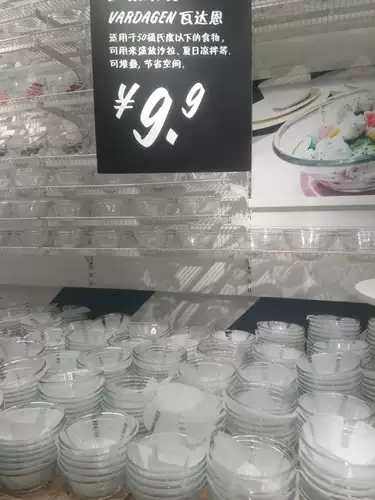 VARDAGEN 瓦达恩
适用于50摄氏度以下的食物,
可用来盛放沙拉、夏日凉拌等.
可堆叠, 节省空间.
¥9.9